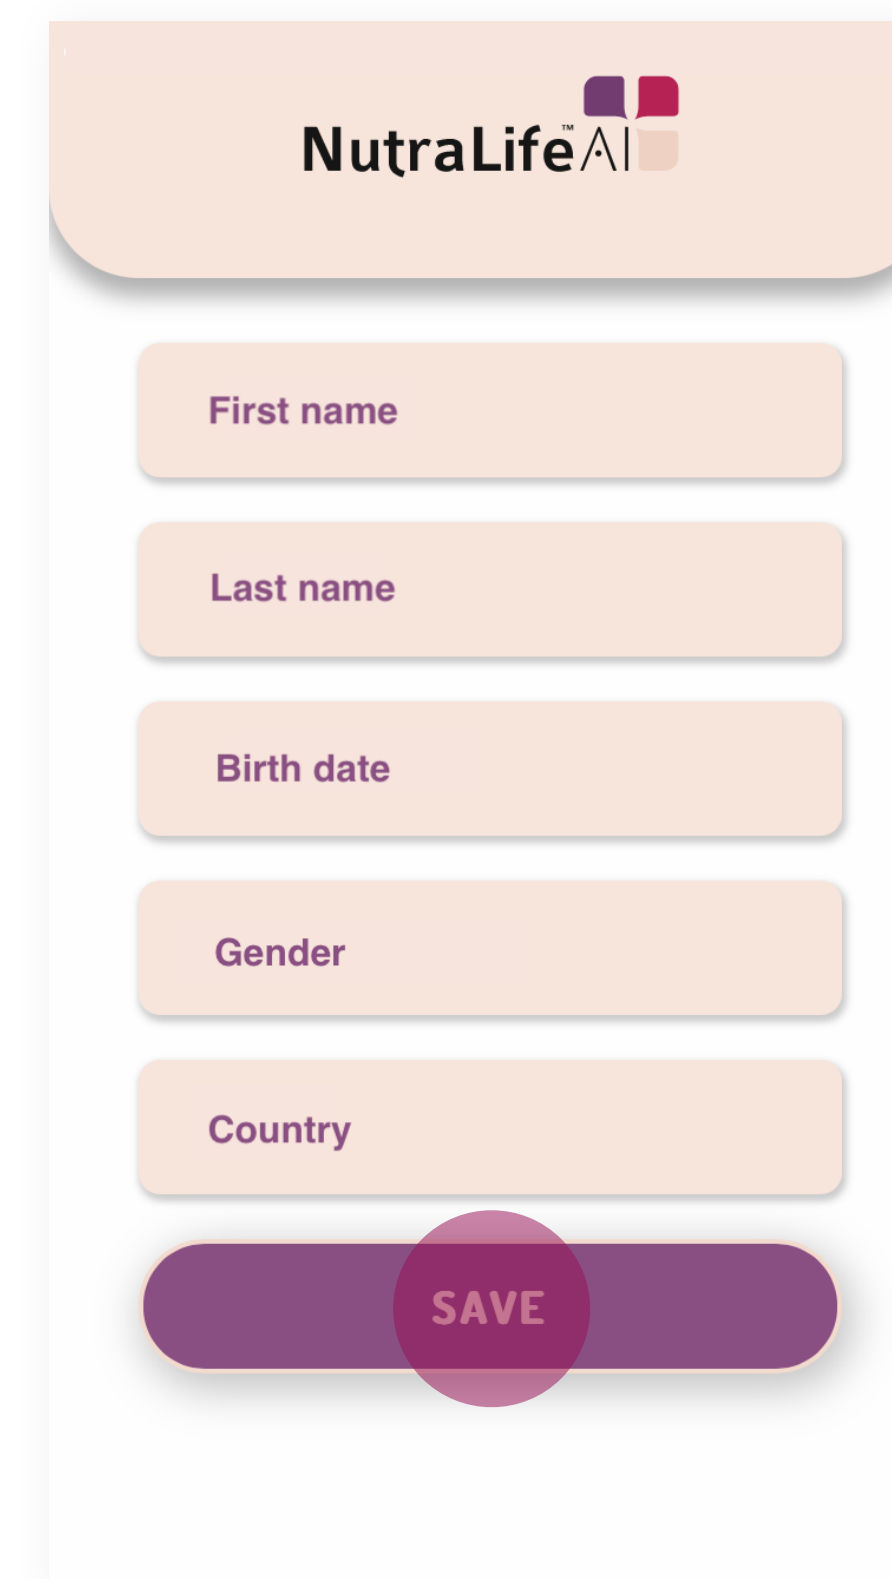 NutraLife™AI
First name
Last name
Birth date
Gender
Country
SAVE